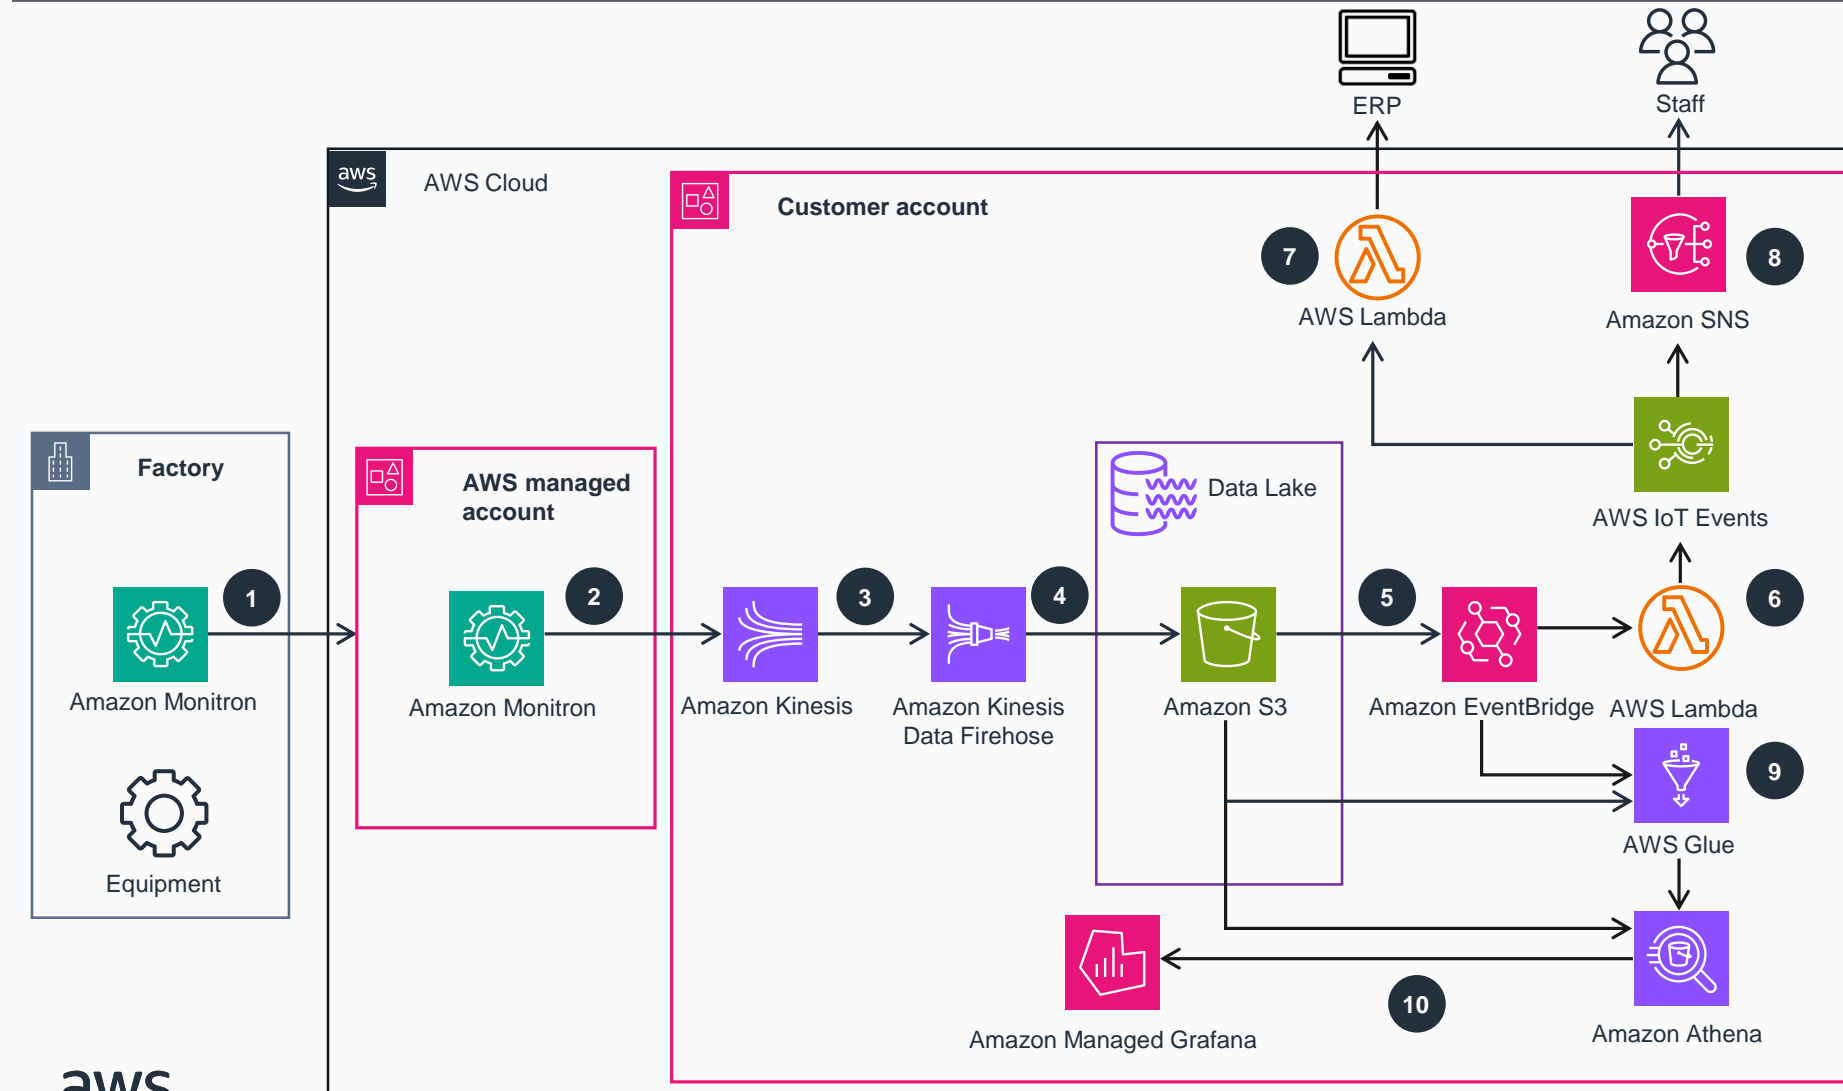 ERP
Staff
aws
AWS Cloud
Customer account
7
8
AWS Lambda
Amazon SNS
Factory
AWS managed
account
Data Lake
AWS IoT Events
1
2
3
4
5
6
Amazon Monitron
Amazon Monitron
Amazon Kinesis
Amazon Kinesis
Data Firehose
Amazon S3
Amazon EventBridge
AWS Lambda
9
AWS Glue
Equipment
10
Amazon Managed Grafana
Amazon Athena
aws